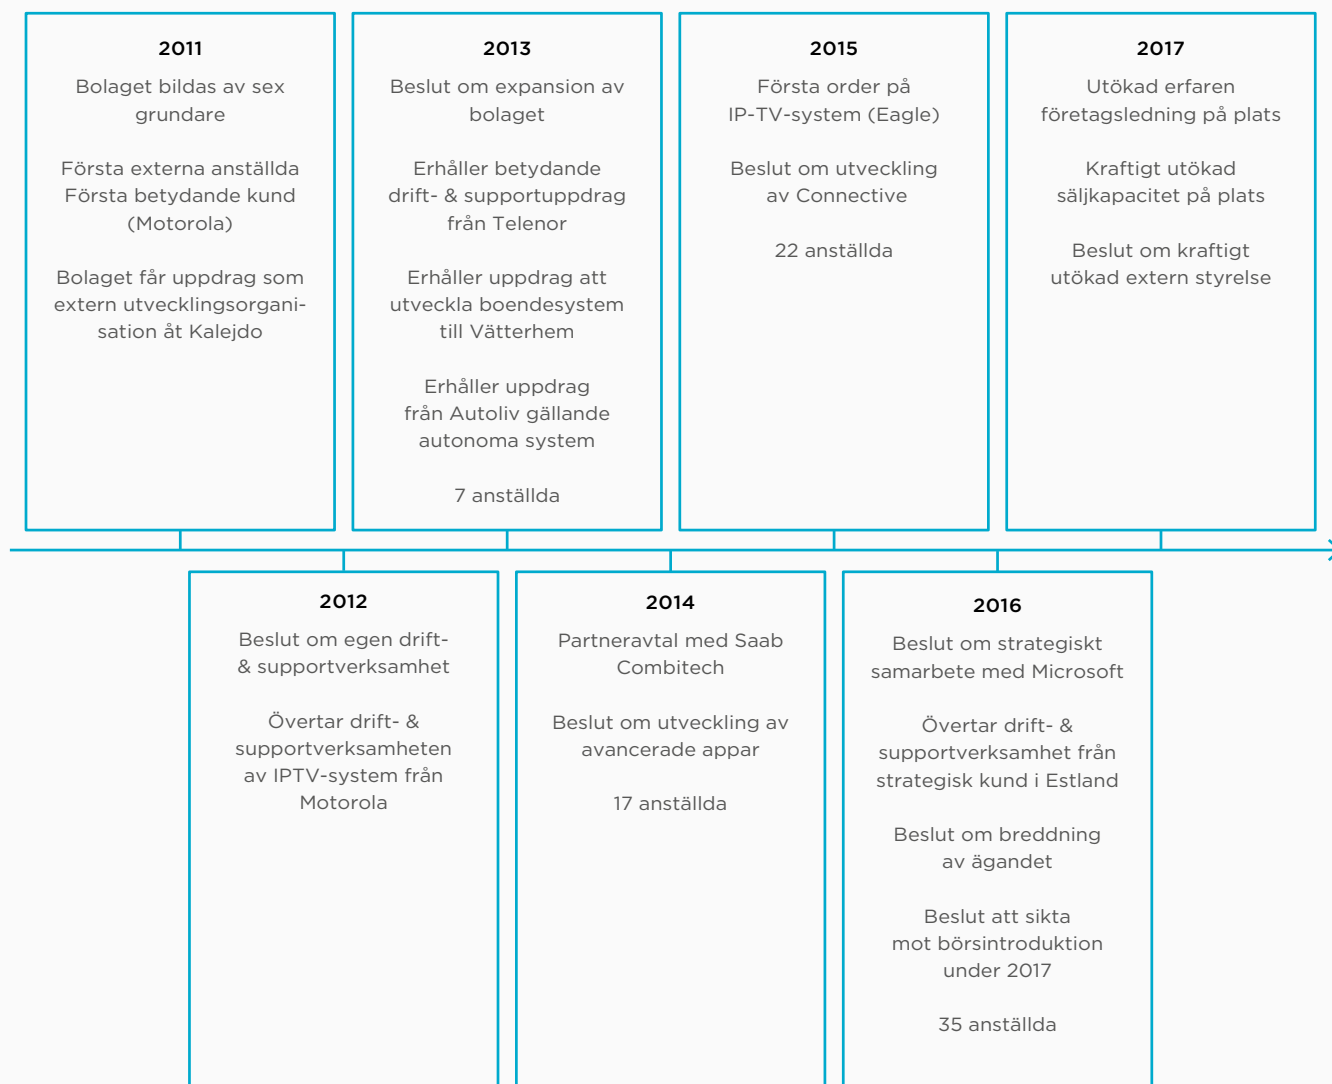 2011
Bolaget bildas av sex
grundare
Första externa anställda
Första betydande kund
(Motorola)
Bolaget får uppdrag som
extern utvecklingsorgani-
sation åt Kalejdo
2012
Beslut om egen drift-
& supportverksamhet
Övertar drift- &
supportverksamheten
av IPTV-system från
Motorola
2013
Beslut om expansion av
bolaget
Erhåller betydande
drift- & supportuppdrag
från Telenor
Erhåller uppdrag att
utveckla boendesystem
till Vätterhem
Erhåller uppdrag
från Autoliv gällande
autonoma system
7 anställda
2014
Partneravtal med Saab
Combitech
Beslut om utveckling av
avancerade appar
17 anställda
2015
Första order på
IP-TV-system (Eagle)
Beslut om utveckling
av Connective
22 anställda
2016
Beslut om strategiskt
samarbete med Microsoft
Övertar drift- &
supportverksamhet från
strategisk kund i Estland
Beslut om breddning
av ägandet
Beslut att sikta
mot börsintroduktion
under 2017
35 anställda
2017
Utökad erfaren
företagsledning på plats
Kraftigt utökad
säljkapacitet på plats
Beslut om kraftigt
utökad extern styrelse